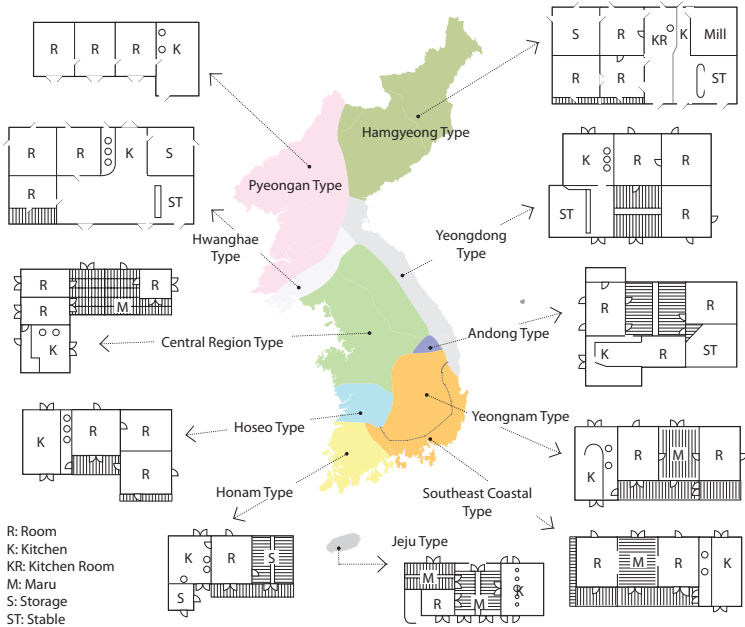 R R R K
S R KR K Mill
R R ST
Hamgyeong Type
R R K S
R ST
Pyeongan Type
K R R
ST R
Hwanghae
Type
Yeongdong
Type
R R
R M
K
Central Region Type
R R
K R ST
Andong Type
K R R
R
Hoseo Type
Yeongnam Type
R M R
K
Honam Type
Southeast Coastal
Type
K R S
S
Jeju Type
M
R M K
R M R K
R: Room
K: Kitchen
KR: Kitchen Room
M: Maru
S: Storage
ST: Stable